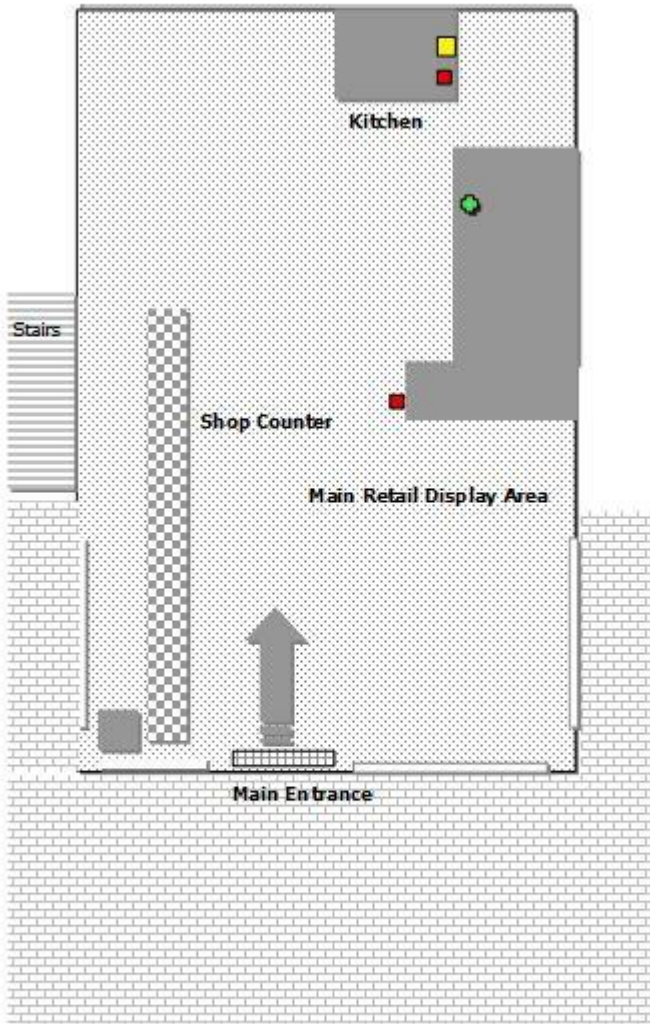 Kitchen
Stairs
Shop Counter
Main Retail Display Area
Main Entrance